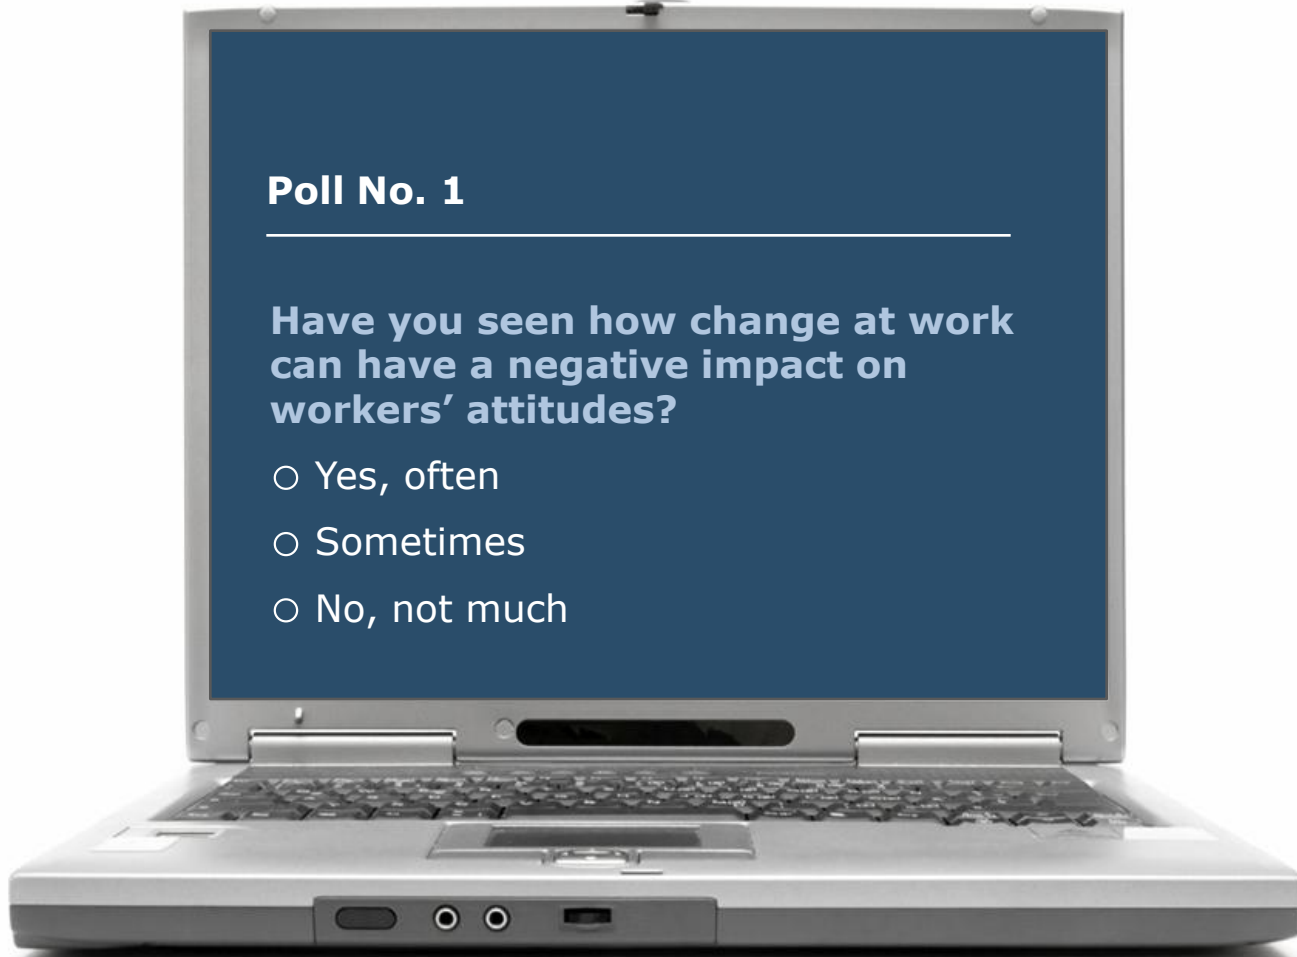 Poll No. 1
Have you seen how change at work
can have a negative impact on
workers’ attitudes?
Yes, often
Sometimes
No, not much